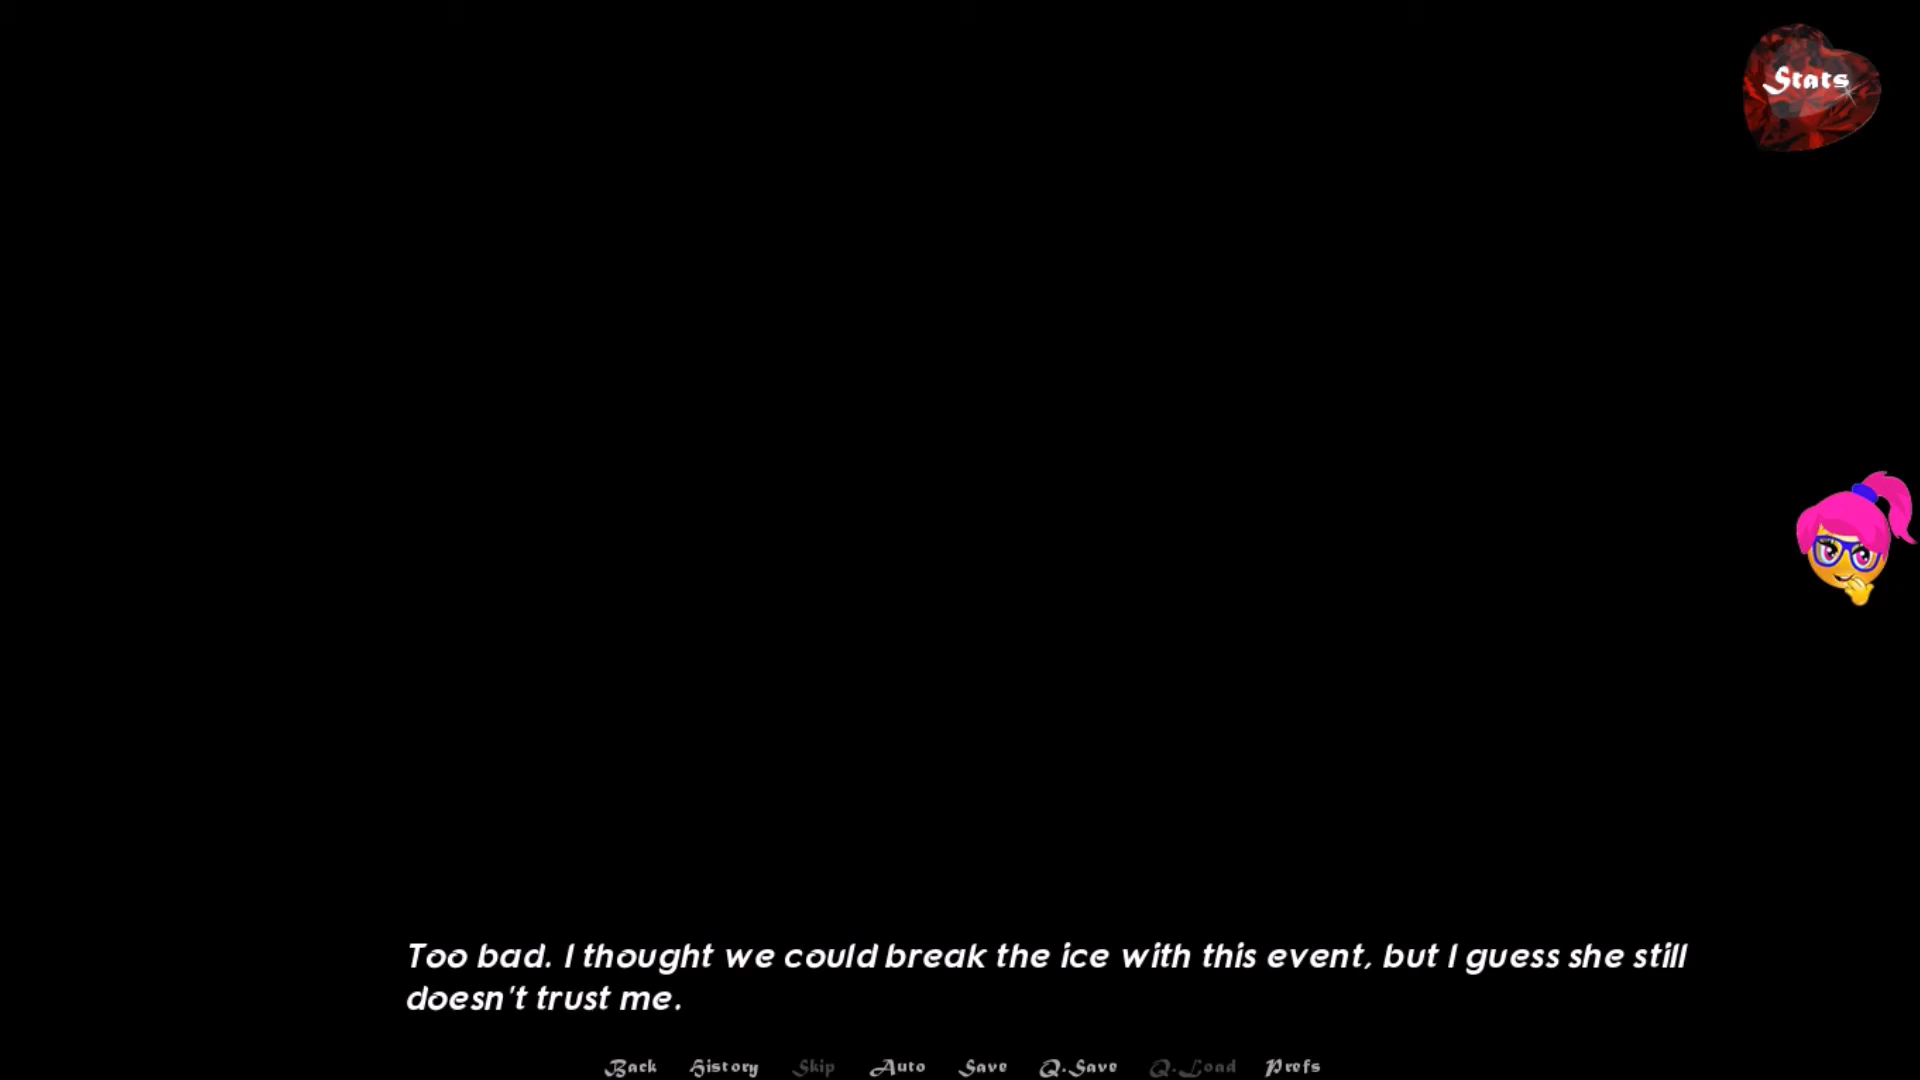 Stats
Too bad. I thought we could break the ice with this event, but I guess she still
doesn't trust me.
Back History Skip Auto Save Q.Save Q.Load Prefs